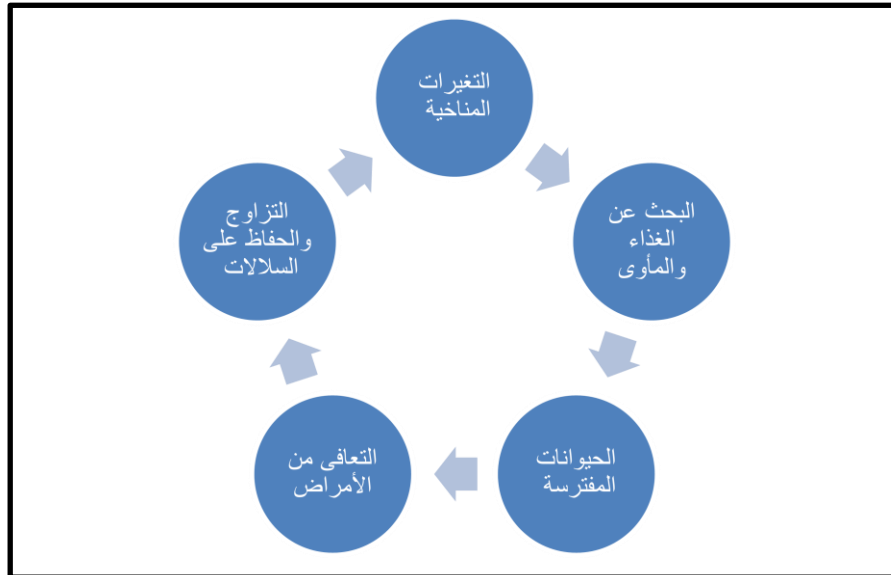 التغيرات
المناخية
البحث عن
الغذاء
والمأوى
الحيوانات
المفترسة
التعافى من
الأمراض
التزاوج
والحفاظ على
السلالات